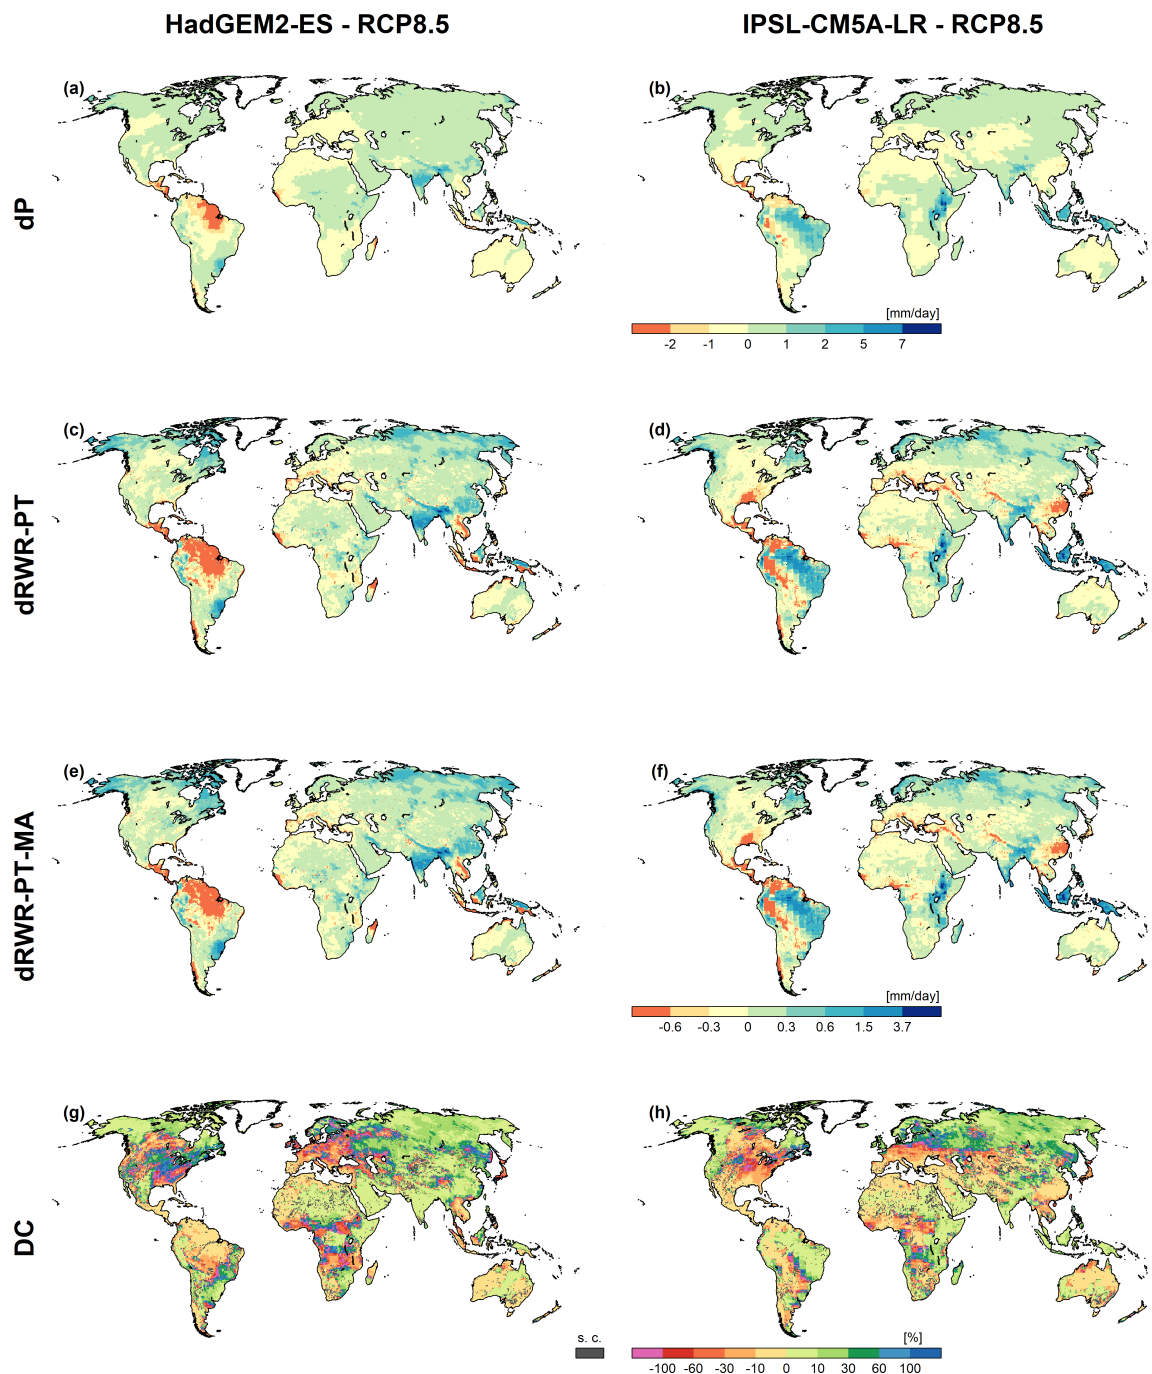 HadGEM2-ES - RCP8.5
IPSL-CM5A-LR - RCP8.5
dP
(a)
(b)
[mm/day]
-2 -1 0 1 2 5 7
dRWR-PT
(c)
(d)
dRWR-PT-MA
(e)
(f)
[mm/day]
-0.6 -0.3 0 0.3 0.6 1.5 3.7
DC
(g)
(h)
s. c.
[%]
-100 -60 -30 -10 0 10 30 60 100